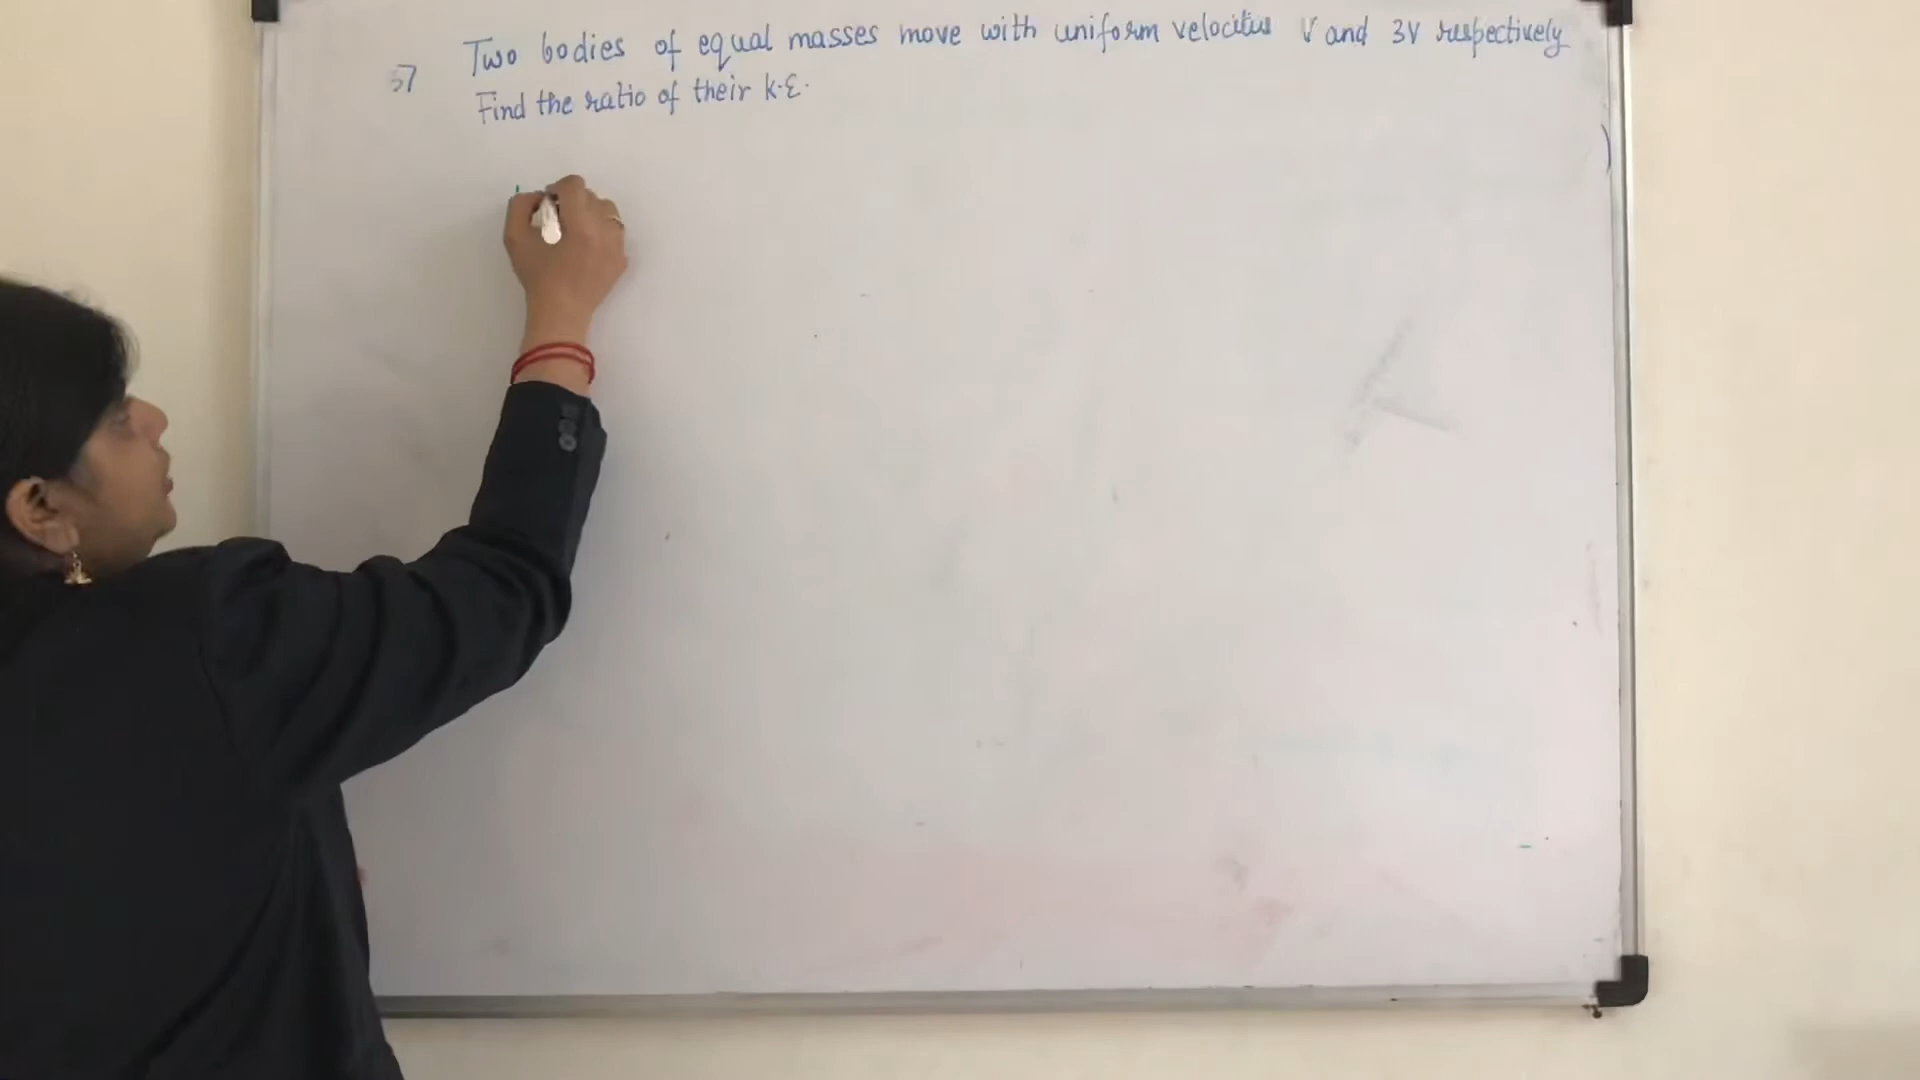 57 Two bodies of equal masses move with uniform velocities V and 3V respectively
Find the ratio of their k.E.